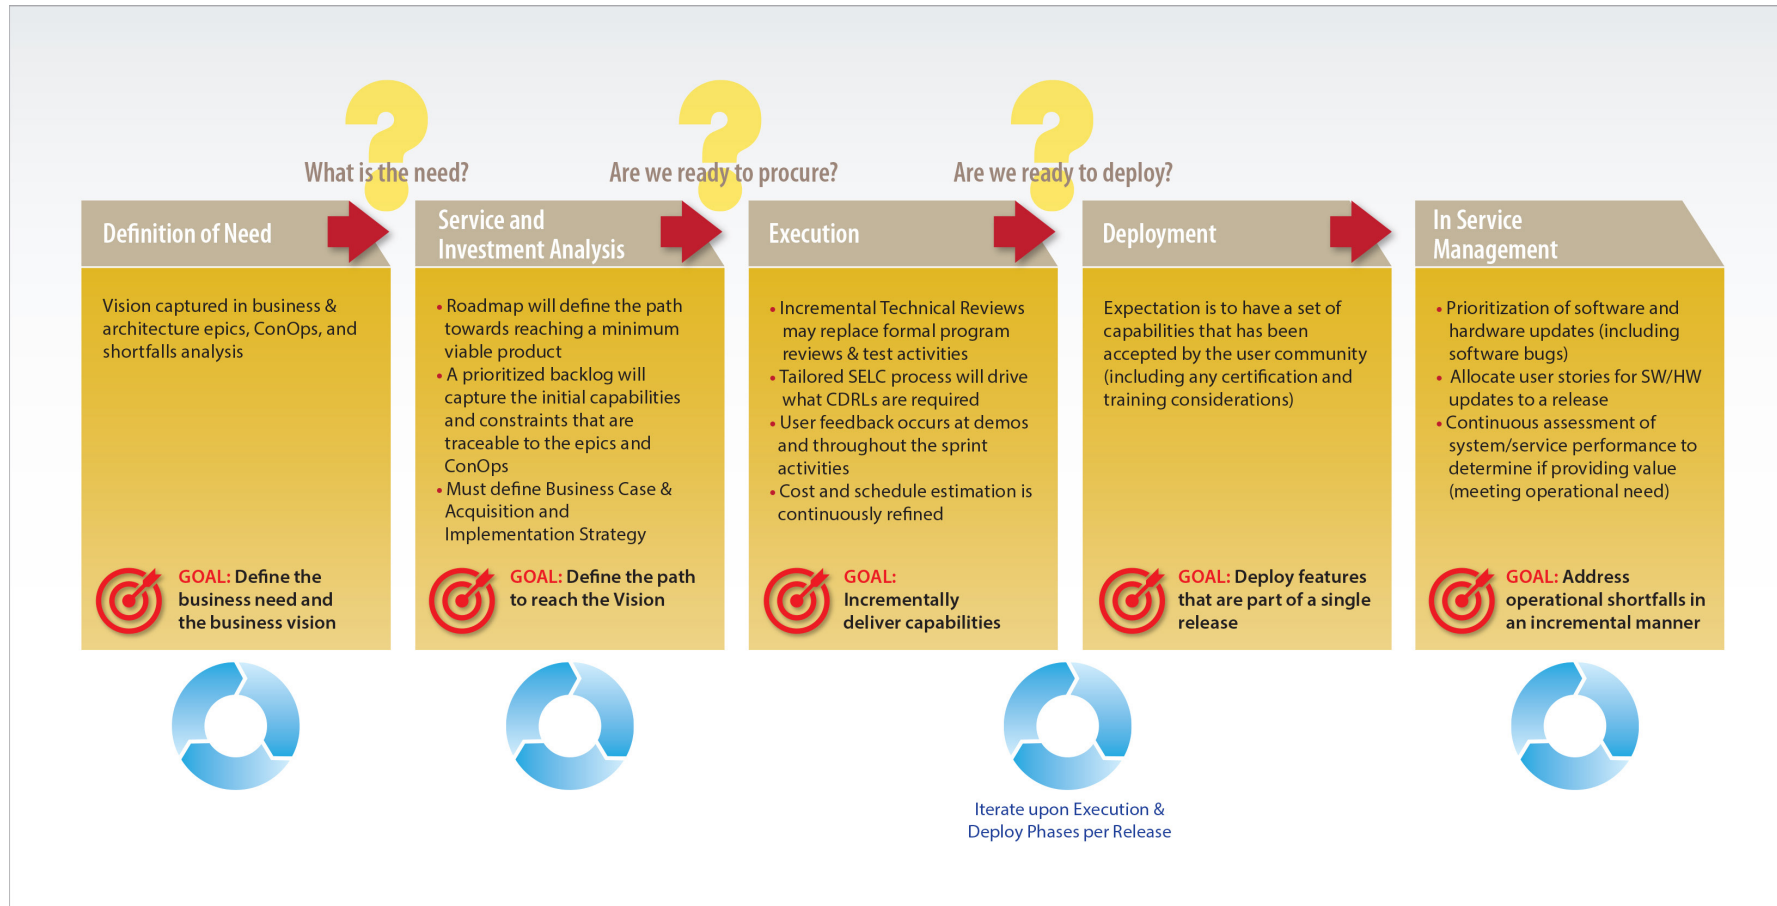 What is the need?
Are we ready to procure?
Are we ready to deploy?
Definition of Need
Vision captured in business &
architecture epics, ConOps, and
shortfalls analysis
GOAL: Define the
business need and
the business vision
Service and
Investment Analysis
• Roadmap will define the path
towards reaching a minimum
viable product
• A prioritized backlog will
capture the initial capabilities
and constraints that are
traceable to the epics and
ConOps
• Must define Business Case &
Acquisition and
Implementation Strategy
GOAL: Define the path
to reach the Vision
Execution
• Incremental Technical Reviews
may replace formal program
reviews & test activities
• Tailored SELC process will drive
what CDRLs are required
• User feedback occurs at demos
and throughout the sprint
activities
• Cost and schedule estimation is
continuously refined
GOAL:
Incrementally
deliver capabilities
Deployment
Expectation is to have a set of
capabilities that has been
accepted by the user community
(including any certification and
training considerations)
GOAL: Deploy features
that are part of a single
release
In Service
Management
• Prioritization of software and
hardware updates (including
software bugs)
• Allocate user stories for SW/HW
updates to a release
• Continuous assessment of
system/service performance to
determine if providing value
(meeting operational need)
GOAL: Address
operational shortfalls in
an incremental manner
Iterate upon Execution &
Deploy Phases per Release